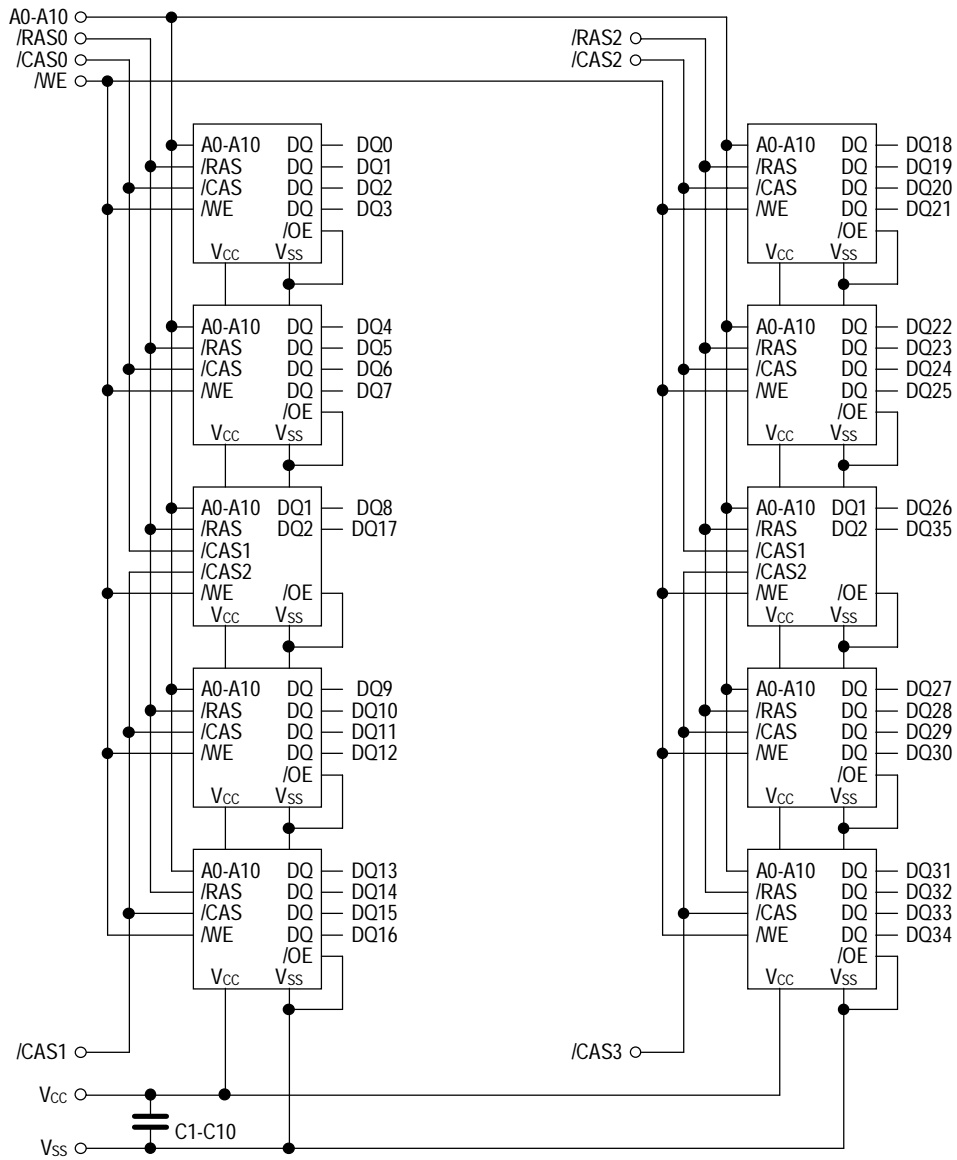 A0-A10
/RAS0 /RAS2
/CAS0 /CAS2
/WE
A0-A10 DQ DQ0
/RAS DQ DQ1
/CAS DQ DQ2
/WE DQ DQ3
/OE
VCC VSS
A0-A10 DQ DQ4
/RAS DQ DQ5
/CAS DQ DQ6
/WE DQ DQ7
/OE
VCC VSS
A0-A10 DQ1 DQ8
/RAS DQ2 DQ17
/CAS1
/CAS2
/WE /OE
VCC VSS
A0-A10 DQ DQ9
/RAS DQ DQ10
/CAS DQ DQ11
/WE DQ DQ12
/OE
VCC VSS
A0-A10 DQ DQ13
/RAS DQ DQ14
/CAS DQ DQ15
/WE DQ DQ16
/OE
VCC VSS
A0-A10 DQ DQ18
/RAS DQ DQ19
/CAS DQ DQ20
/WE DQ DQ21
/OE
VCC VSS
A0-A10 DQ DQ22
/RAS DQ DQ23
/CAS DQ DQ24
/WE DQ DQ25
/OE
VCC VSS
A0-A10 DQ1 DQ26
/RAS DQ2 DQ35
/CAS1
/CAS2
/WE /OE
VCC VSS
A0-A10 DQ DQ27
/RAS DQ DQ28
/CAS DQ DQ29
/WE DQ DQ30
/OE
VCC VSS
A0-A10 DQ DQ31
/RAS DQ DQ32
/CAS DQ DQ33
/WE DQ DQ34
/OE
VCC VSS
/CAS1 /CAS3
VCC
C1-C10
VSS